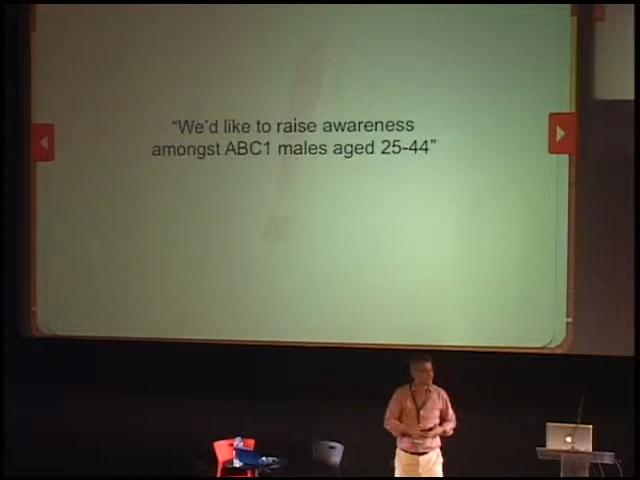 “We’d like to raise awareness
amongst ABC1 males aged 25-44”